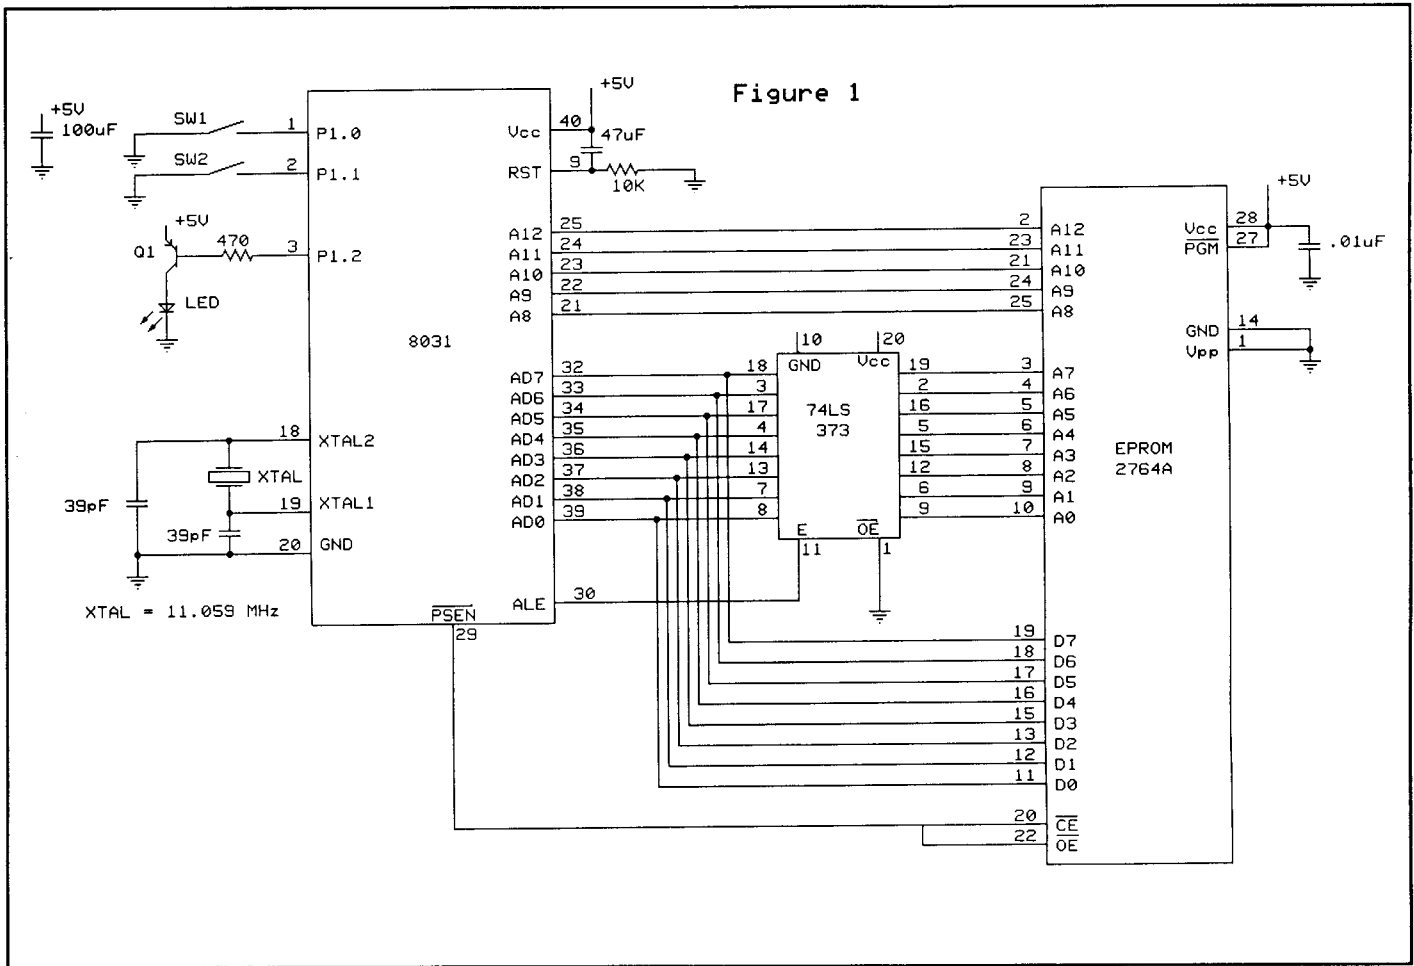 Figure 1
+5V
100uF
SW1
1
P1.0
SW2
2
P1.1
+5V
Q1
470
3
P1.2
LED
8031
Vcc
40
+5V
47uF
RST
9
10K
A12
25
A11
24
A10
23
A9
22
A8
21
AD7
32
AD6
33
AD5
34
AD4
35
AD3
36
AD2
37
AD1
38
AD0
39
ALE
30
PSEN
29
18
XTAL2
XTAL
19
XTAL1
39pF
39pF
20
GND
XTAL = 11.059 MHz
10
20
GND
Vcc
74LS
373
18
3
17
4
14
13
7
8
19
2
16
5
15
12
6
9
E
OE
11
1
2
A12
23
A11
21
A10
24
A9
25
A8
3
A7
4
A6
5
A5
6
A4
7
A3
8
A2
9
A1
10
A0
EPROM
2764A
+5V
Vcc
28
PGM
27
.01uF
GND
14
Vpp
1
19
D7
18
D6
17
D5
16
D4
15
D3
13
D2
12
D1
11
D0
20
CE
22
OE